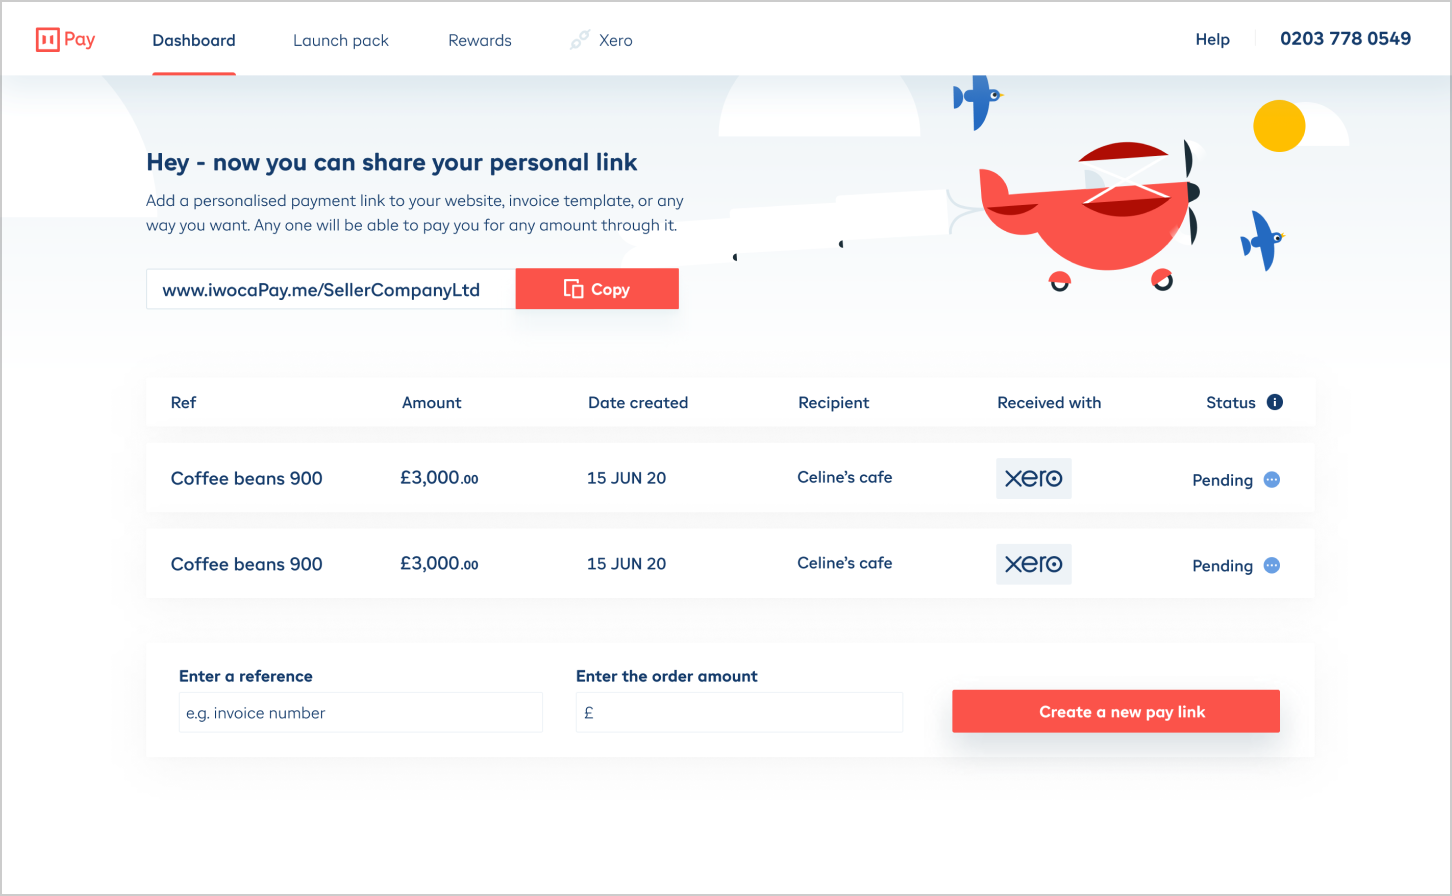 Pay
Dashboard
Launch pack
Rewards
Xero
Help
0203 778 0549
Hey - now you can share your personal link
Add a personalised payment link to your website, invoice template, or any
way you want. Any one will be able to pay you for any amount through it.
www.iwocaPay.me/SellerCompanyLtd
Copy
Ref Amount Date created Recipient Received with Status i
Coffee beans 900 £3,000.00 15 JUN 20 Celine’s cafe xero Pending
Coffee beans 900 £3,000.00 15 JUN 20 Celine’s cafe xero Pending
Enter a reference
e.g. invoice number
Enter the order amount
£
Create a new pay link